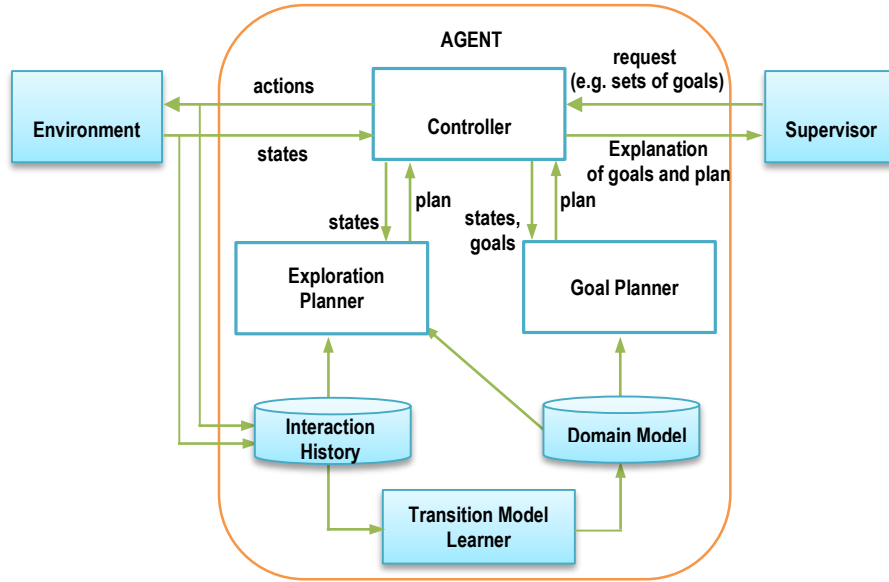 AGENT
request
(e.g. sets of goals)
actions
Environment
Controller
Supervisor
states
Explanation
of goals and plan
states
plan
states,
goals
plan
Exploration
Planner
Goal Planner
Interaction
History
Domain Model
Transition Model
Learner